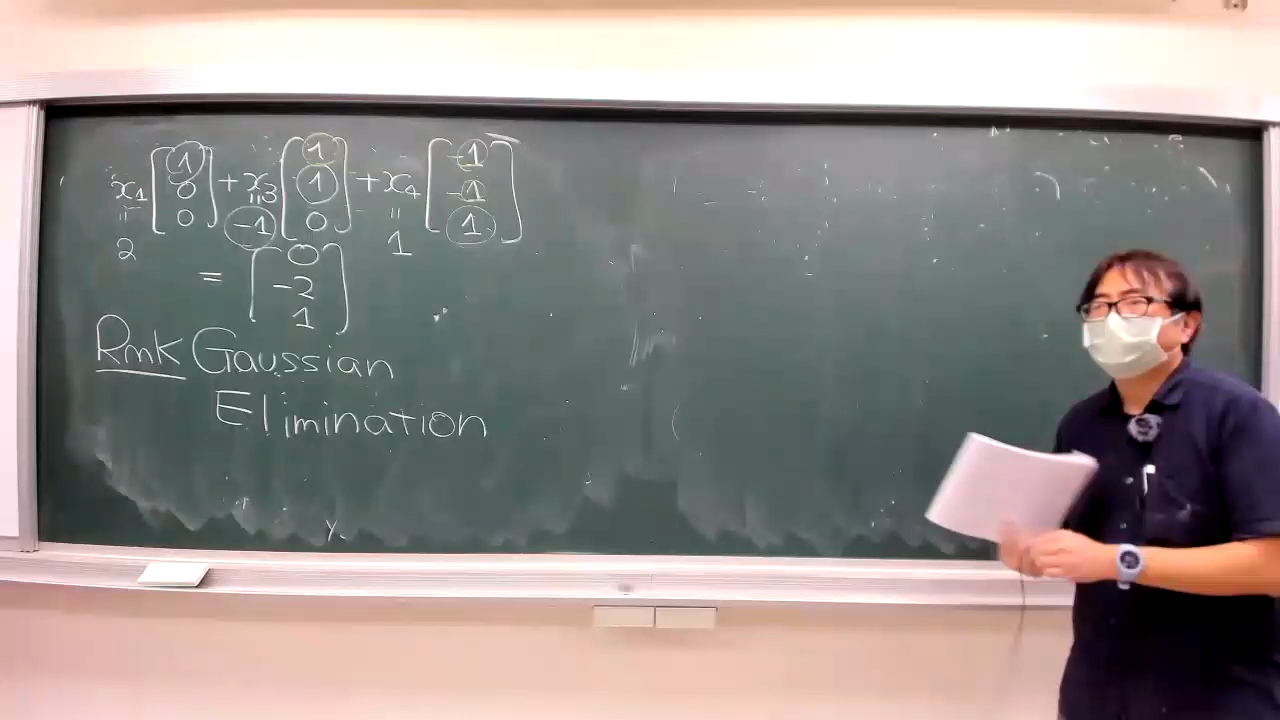 x₁ [1 0 0] + x₃ [1 1 0] + x₄ [-1 -1 1]
= 2 = -1 = 1
= [0 -2 1]
Rmk Gaussian
Elimination